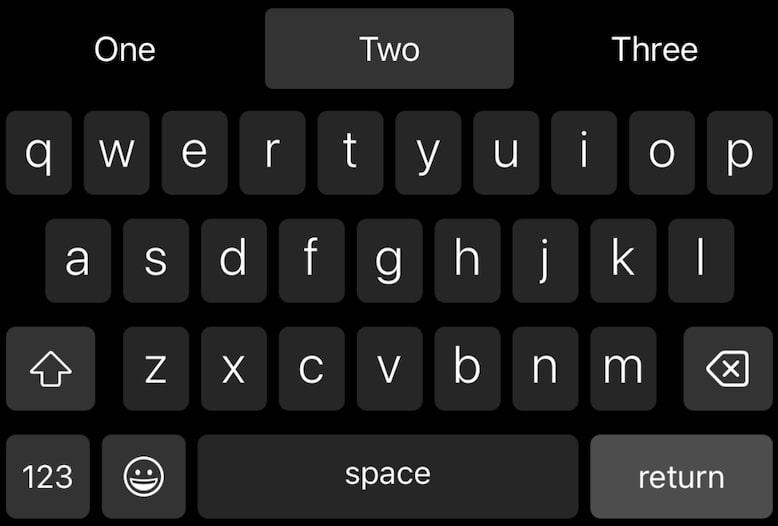 One Two Three
q w e r t y u i o p
a s d f g h j k l
z x c v b n m
123 space return